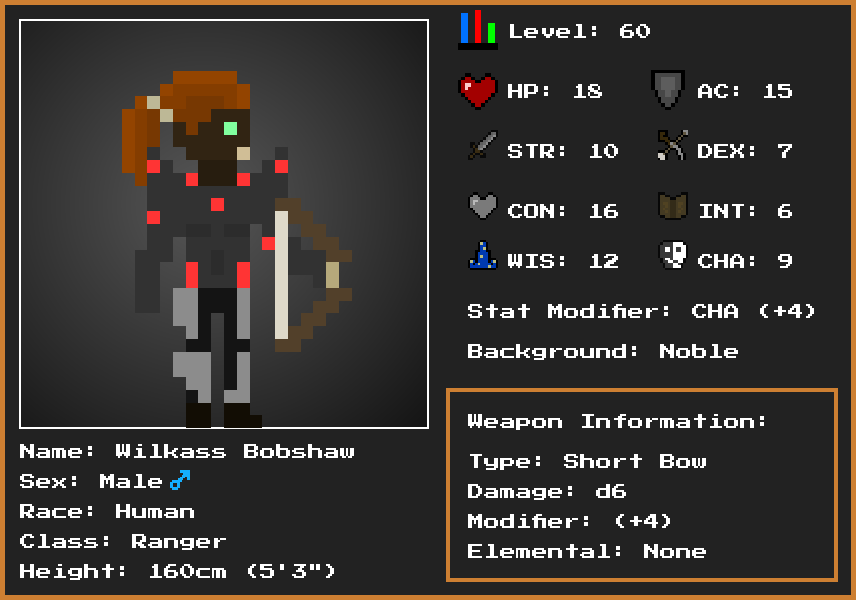 Level: 60
HP: 18
AC: 15
STR: 10
DEX: 7
CON: 16
INT: 6
WIS: 12
CHA: 9
Stat Modifier: CHA (+4)
Background: Noble
Weapon Information:
Type: Short Bow
Damage: d6
Modifier: (+4)
Elemental: None
Name: Wilkass Bobshaw
Sex: Male ♂
Race: Human
Class: Ranger
Height: 160cm (5'3")